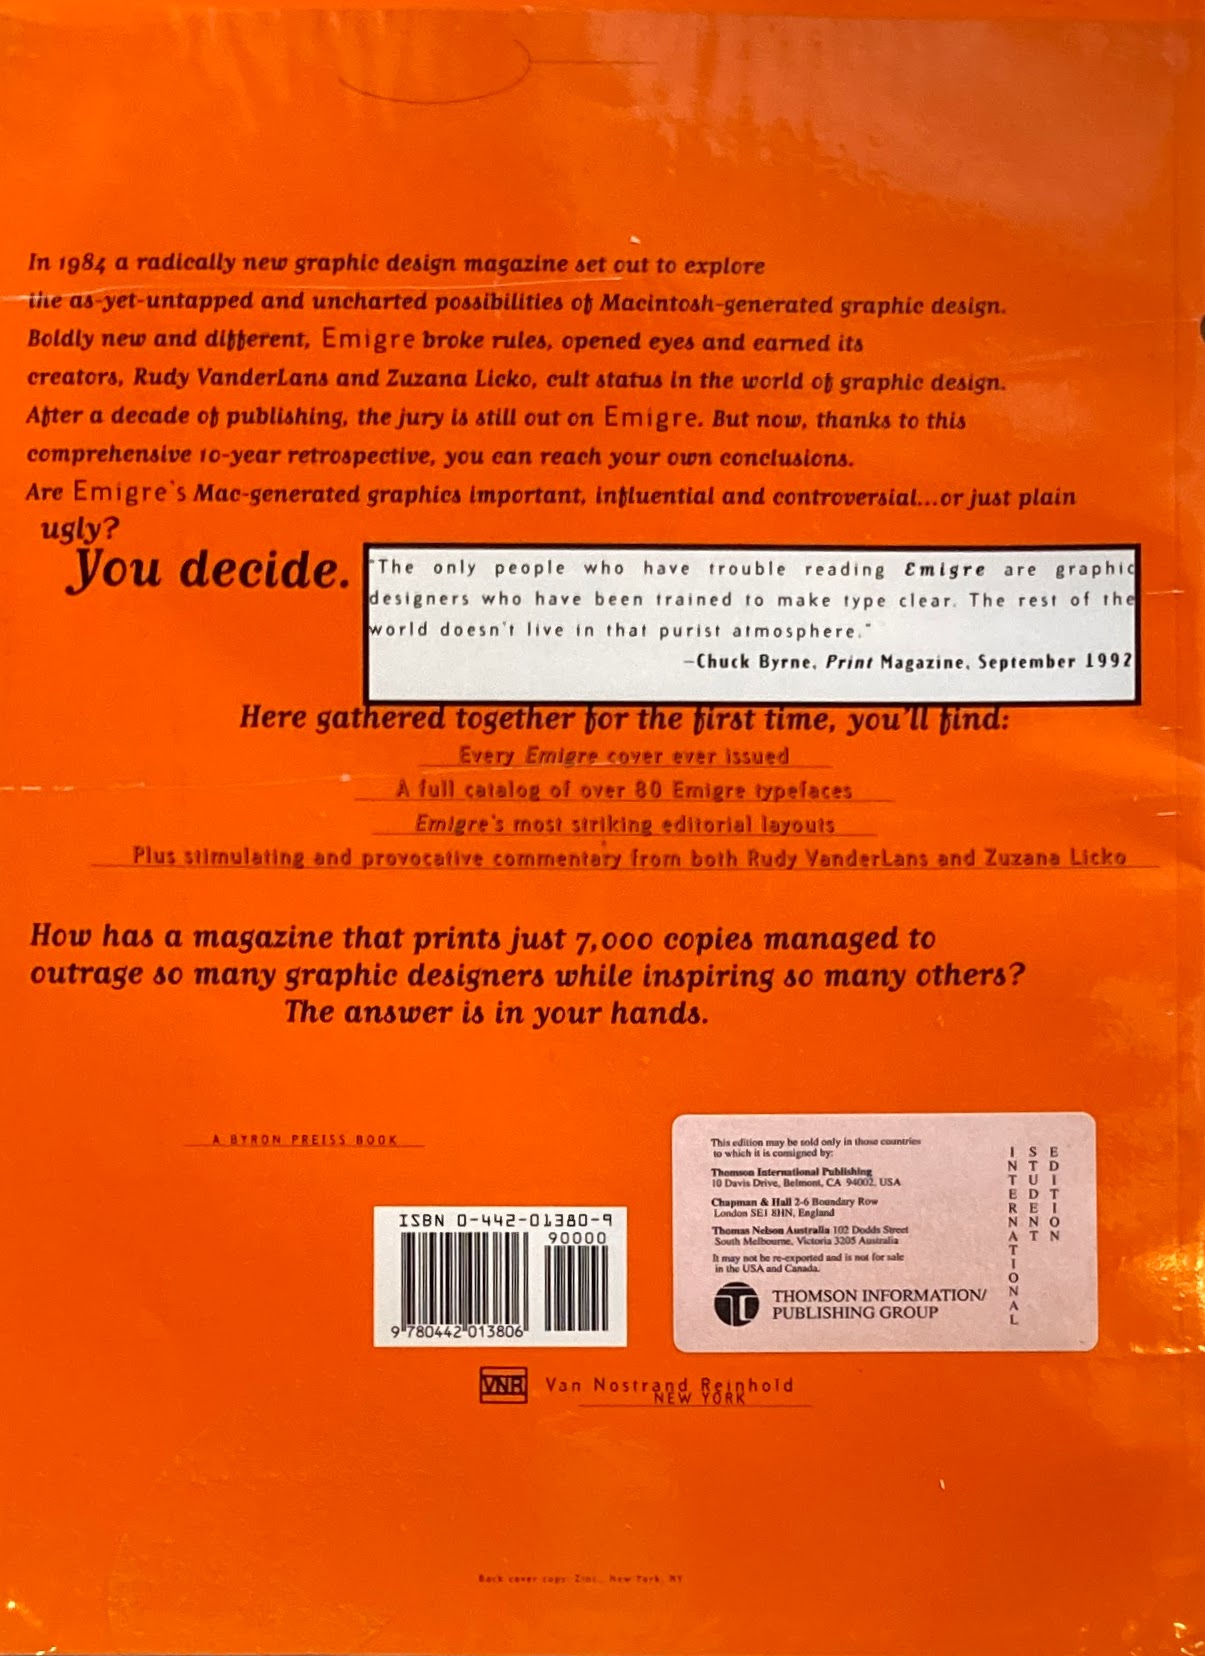 In 1984 a radically new graphic design magazine set out to explore
the as-yet-untapped and uncharted possibilities of Macintosh-generated graphic design.
Boldly new and different, Emigre broke rules, opened eyes and earned its
creators, Rudy VanderLans and Zuzana Licko, cult status in the world of graphic design.
After a decade of publishing, the jury is still out on Emigre. But now, thanks to this
comprehensive 10-year retrospective, you can reach your own conclusions.
Are Emigre's Mac-generated graphics important, influential and controversial...or just plain
ugly?
You decide.
"The only people who have trouble reading Emigre are graphic
designers who have been trained to make type clear. The rest of the
world doesn't live in that purist atmosphere."
–Chuck Byrne, Print Magazine, September 1992
Here gathered together for the first time, you'll find:
Every Emigre cover ever issued
A full catalog of over 80 Emigre typefaces
Emigre's most striking editorial layouts
Plus stimulating and provocative commentary from both Rudy VanderLans and Zuzana Licko
How has a magazine that prints just 7,000 copies managed to
outrage so many graphic designers while inspiring so many others?
The answer is in your hands.
A BYRON PREISS BOOK
ISBN 0-442-01380-9
90000
9 780442 013806
This edition may be sold only in those countries
to which it is consigned by:
Thomson International Publishing
10 Davis Drive, Belmont, CA 94002, USA
Chapman & Hall 2-6 Boundary Row
London SE1 8HN, England
Thomas Nelson Australia 102 Dodds Street
South Melbourne, Victoria 3205 Australia
It may not be re-exported and is not for sale
in the USA and Canada.
THOMSON INFORMATION/
PUBLISHING GROUP
INTERNATIONAL
STUDENT
EDITION
VNR Van Nostrand Reinhold
NEW YORK
Back cover copy: Zinc, New York, NY